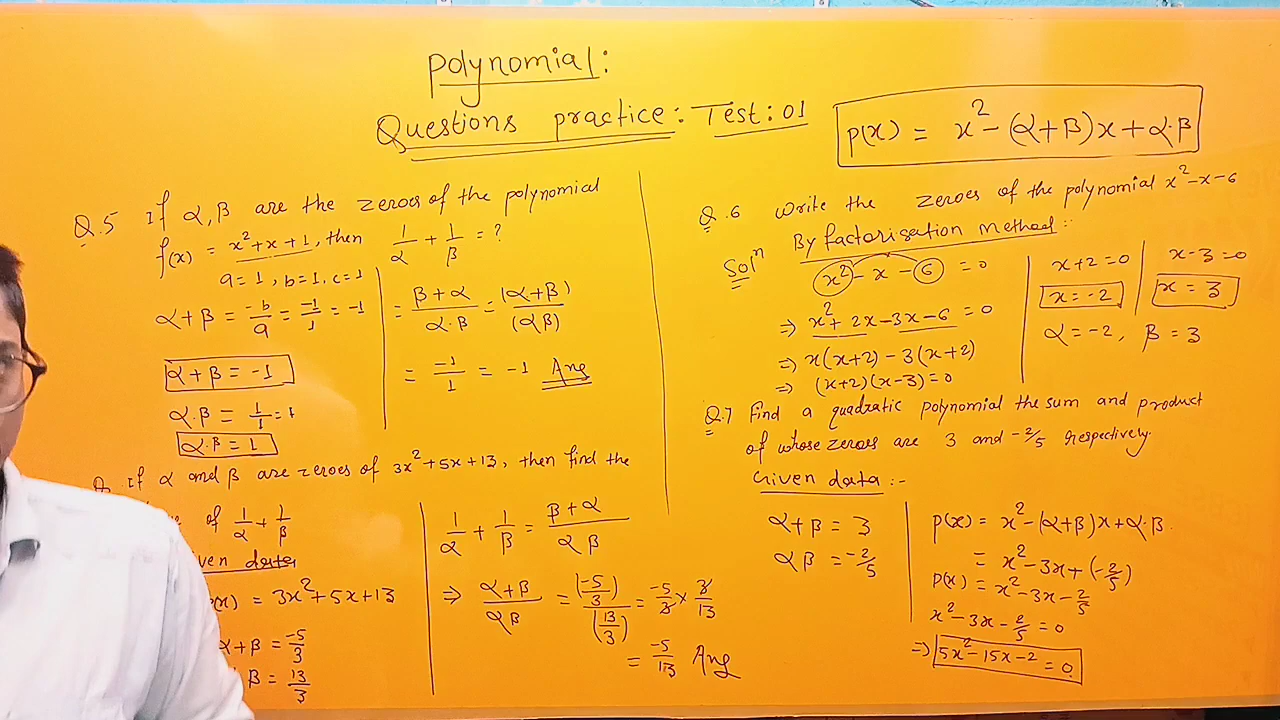 Polynomial:
Questions practice: Test: 01
p(x) = x² - (α+β)x + α.β
Q.5 If α, β are the zeroes of the polynomial
f(x) = x²+x+1, then 1/α + 1/β = ?
a=1, b=1, c=1
α+β = -b/a = -1/1 = -1
α+β = -1
α.β = 1/1 = 1
α.β = 1
= β+α/α.β = (α+β)/(αβ)
= -1/1 = -1 Ans
Q If α and β are zeroes of 3x²+5x+13, then find the
of 1/α + 1/β
ven data
(x) = 3x²+5x+13
α+β = -5/3
β = 13/3
1/α + 1/β = β+α/αβ
⇒ α+β/αβ = (-5/3)/(13/3) = -5/3 × 3/13
= -5/13 Ans
Q.6 Write the zeroes of the polynomial x²-x-6
Solⁿ By factorisation method:
x² - x - 6 = 0
⇒ x² + 2x - 3x - 6 = 0
⇒ x(x+2) - 3(x+2)
⇒ (x+2)(x-3) = 0
x+2=0
x=-2
x-3=0
x=3
α=-2, β=3
Q.7 Find a quadratic polynomial the sum and product
of whose zeroes are 3 and -2/5 respectively.
Given data :-
α+β = 3
αβ = -2/5
p(x) = x² - (α+β)x + α.β.
= x² - 3x + (-2/5)
p(x) = x² - 3x - 2/5
x² - 3x - 2/5 = 0
⇒ 5x² - 15x - 2 = 0